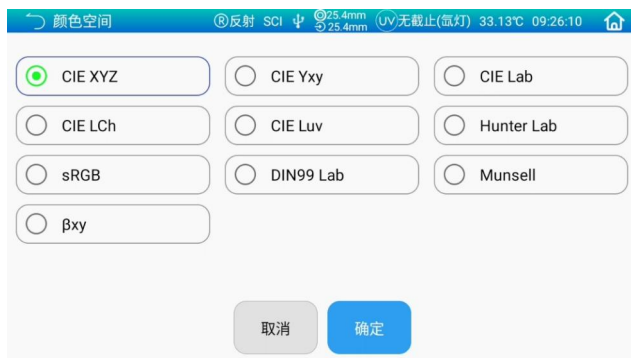 颜色空间 ®反射 SCI 25.4mm 25.4mm UV无截止(氙灯) 33.13℃ 09:26:10
CIE XYZ CIE Yxy CIE Lab
CIE LCh CIE Luv Hunter Lab
sRGB DIN99 Lab Munsell
βxy
取消 确定